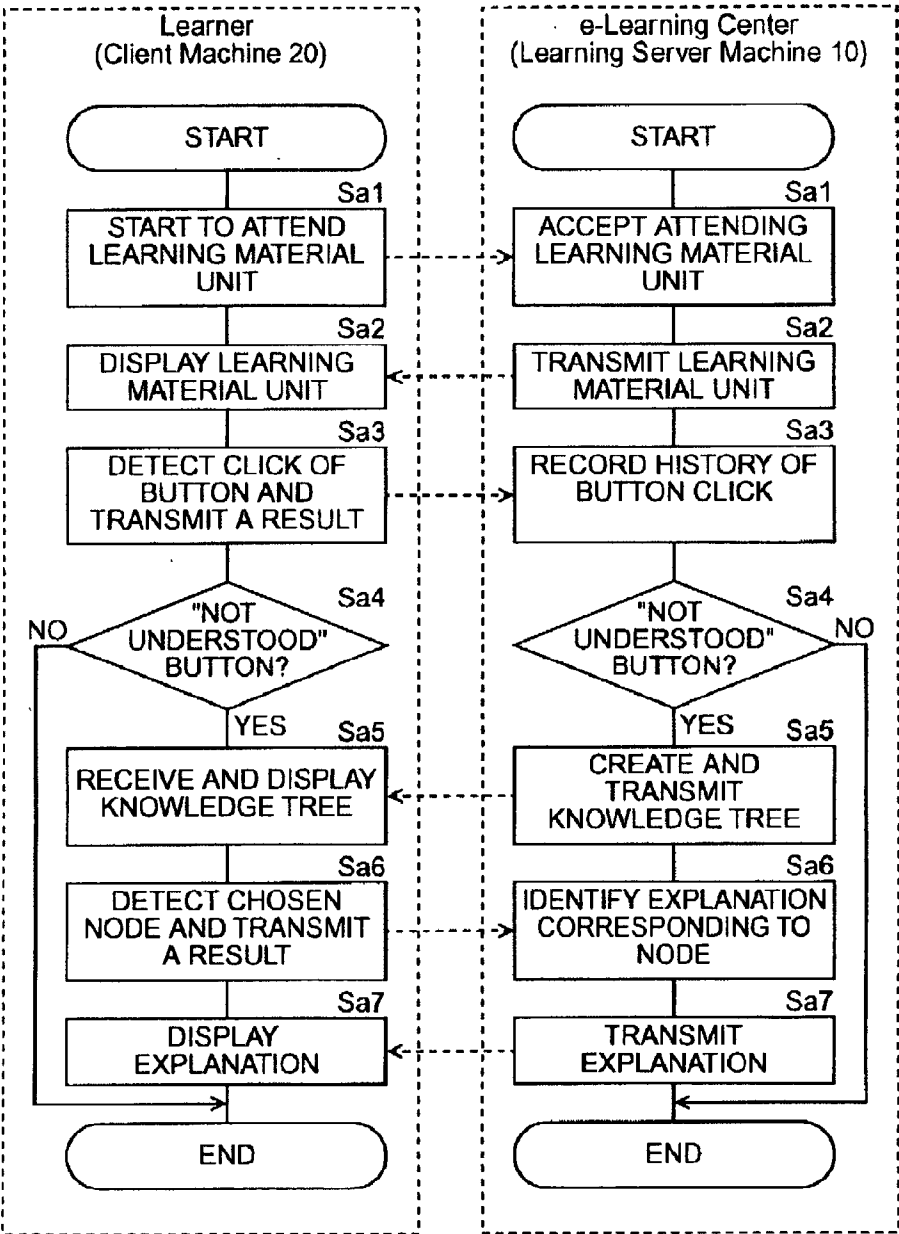 Learner
(Client Machine 20)
START
Sa1
START TO ATTEND
LEARNING MATERIAL
UNIT
Sa2
DISPLAY LEARNING
MATERIAL UNIT
Sa3
DETECT CLICK OF
BUTTON AND
TRANSMIT A RESULT
Sa4
"NOT
UNDERSTOOD"
BUTTON?
NO
YES
Sa5
RECEIVE AND DISPLAY
KNOWLEDGE TREE
Sa6
DETECT CHOSEN
NODE AND TRANSMIT
A RESULT
Sa7
DISPLAY
EXPLANATION
END
e-Learning Center
(Learning Server Machine 10)
START
Sa1
ACCEPT ATTENDING
LEARNING MATERIAL
UNIT
Sa2
TRANSMIT LEARNING
MATERIAL UNIT
Sa3
RECORD HISTORY OF
BUTTON CLICK
Sa4
"NOT
UNDERSTOOD"
BUTTON?
NO
YES
Sa5
CREATE AND
TRANSMIT
KNOWLEDGE TREE
Sa6
IDENTIFY EXPLANATION
CORRESPONDING TO
NODE
Sa7
TRANSMIT
EXPLANATION
END